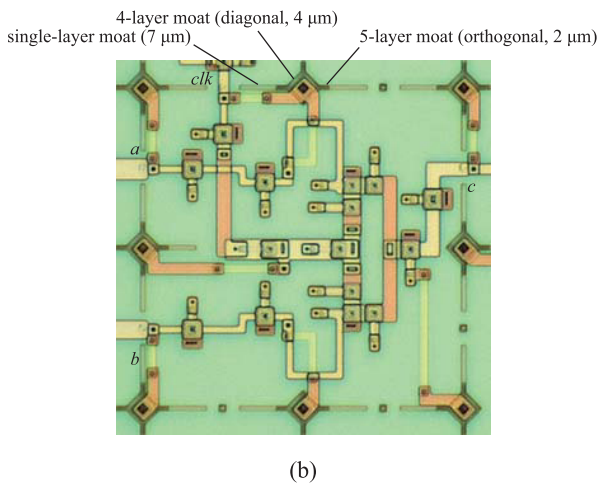 4-layer moat (diagonal, 4 μm)
single-layer moat (7 μm)
5-layer moat (orthogonal, 2 μm)
clk
a
c
b
(b)